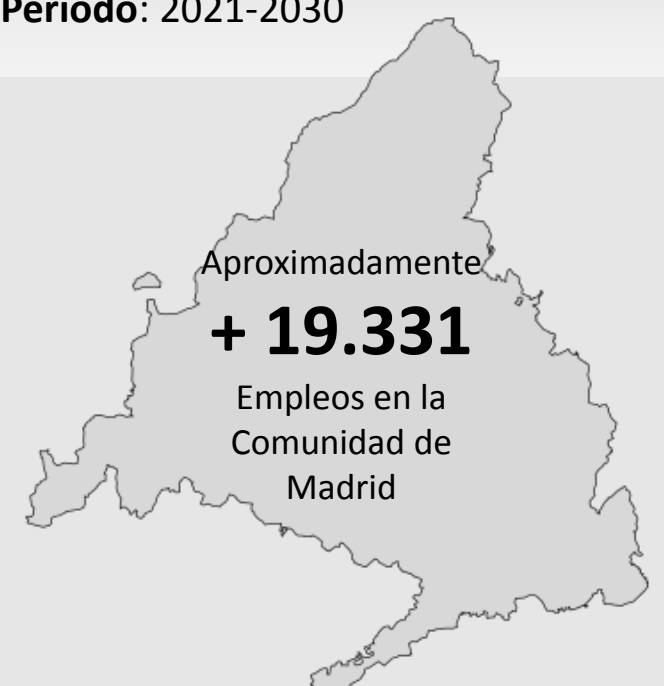 Periodo: 2021-2030
Aproximadamente
+ 19.331
Empleos en la
Comunidad de
Madrid